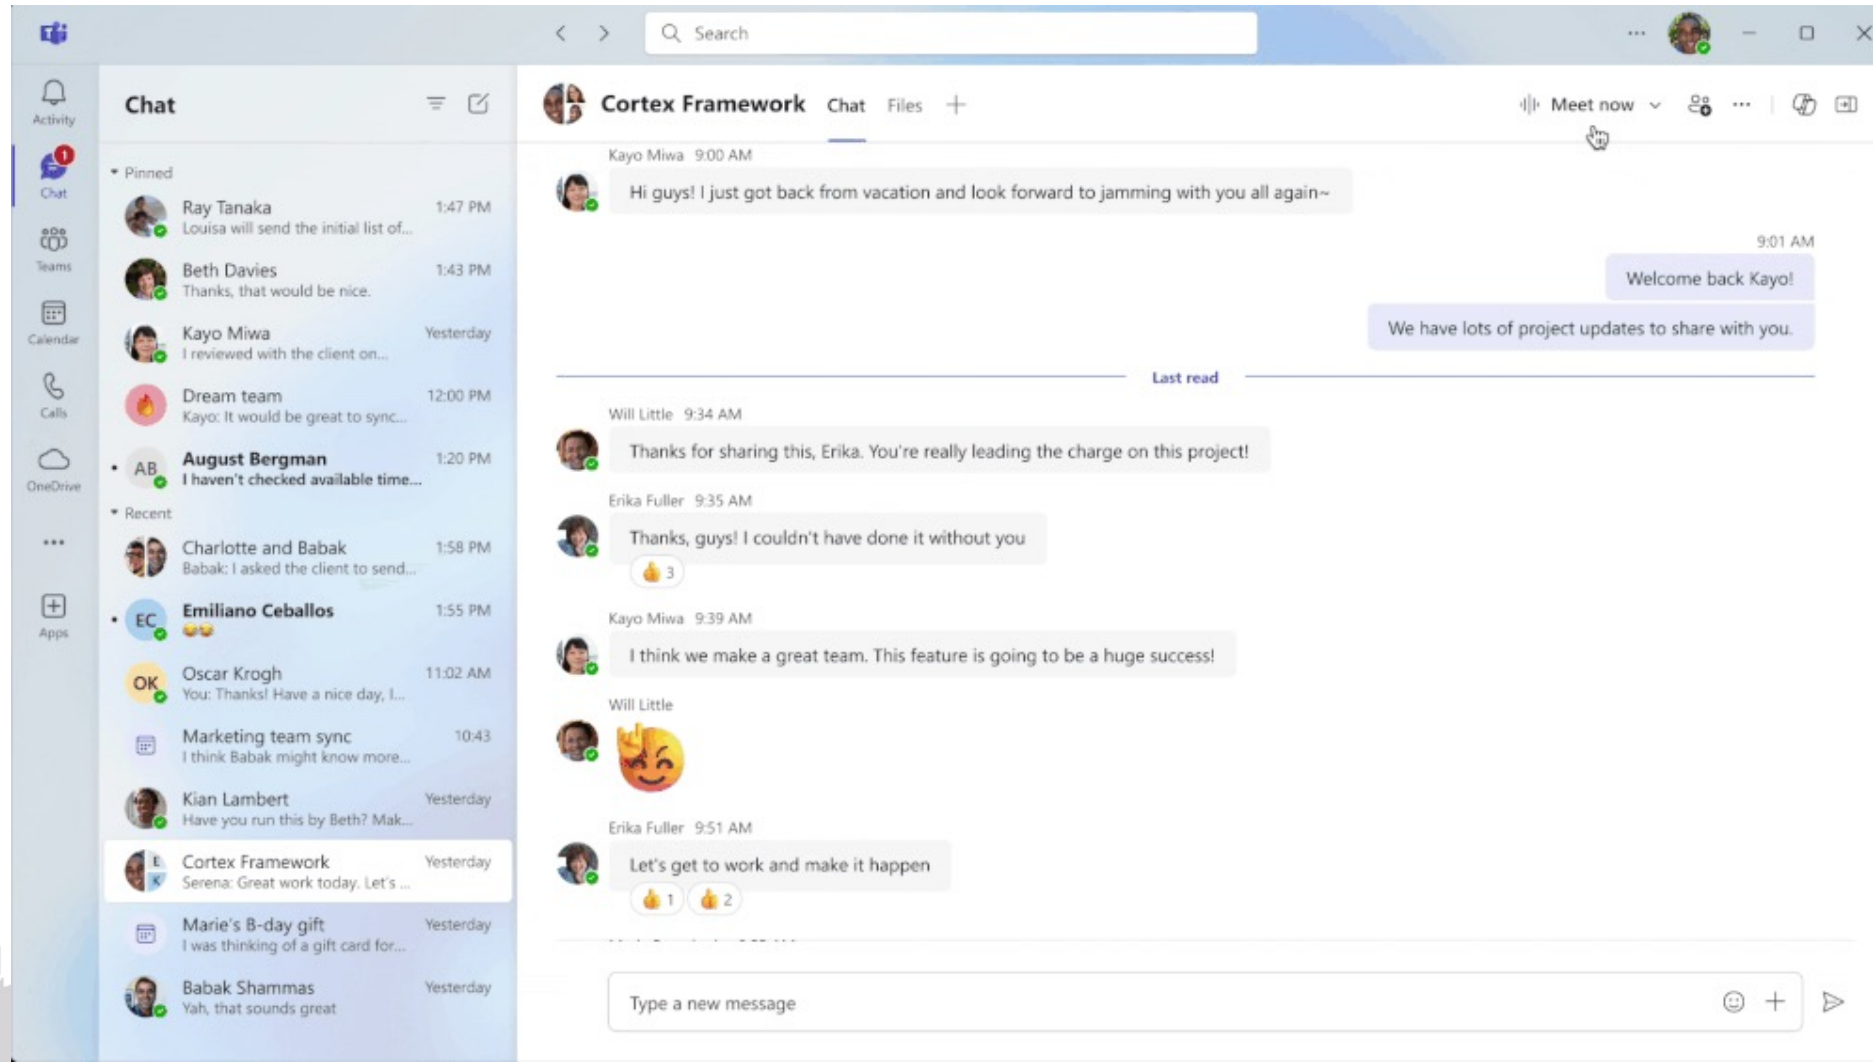 Search
Activity
Chat
Teams
Calendar
Calls
OneDrive
Apps
1
Chat
Pinned
Ray Tanaka 1:47 PM
Louisa will send the initial list of...
Beth Davies 1:43 PM
Thanks, that would be nice.
Kayo Miwa Yesterday
I reviewed with the client on...
Dream team 12:00 PM
Kayo: It would be great to sync...
AB August Bergman 1:20 PM
I haven't checked available time...
Recent
Charlotte and Babak 1:58 PM
Babak: I asked the client to send...
EC Emiliano Ceballos 1:55 PM
OK Oscar Krogh 11:02 AM
You: Thanks! Have a nice day, I...
Marketing team sync 10:43
I think Babak might know more...
Kian Lambert Yesterday
Have you run this by Beth? Mak...
E K Cortex Framework Yesterday
Serena: Great work today. Let's ...
Marie's B-day gift Yesterday
I was thinking of a gift card for...
Babak Shammas Yesterday
Yah, that sounds great
Cortex Framework Chat Files Meet now
Kayo Miwa 9:00 AM
Hi guys! I just got back from vacation and look forward to jamming with you all again~
9:01 AM
Welcome back Kayo!
We have lots of project updates to share with you.
Last read
Will Little 9:34 AM
Thanks for sharing this, Erika. You're really leading the charge on this project!
Erika Fuller 9:35 AM
Thanks, guys! I couldn't have done it without you
3
Kayo Miwa 9:39 AM
I think we make a great team. This feature is going to be a huge success!
Will Little
Erika Fuller 9:51 AM
Let's get to work and make it happen
1 2
Type a new message